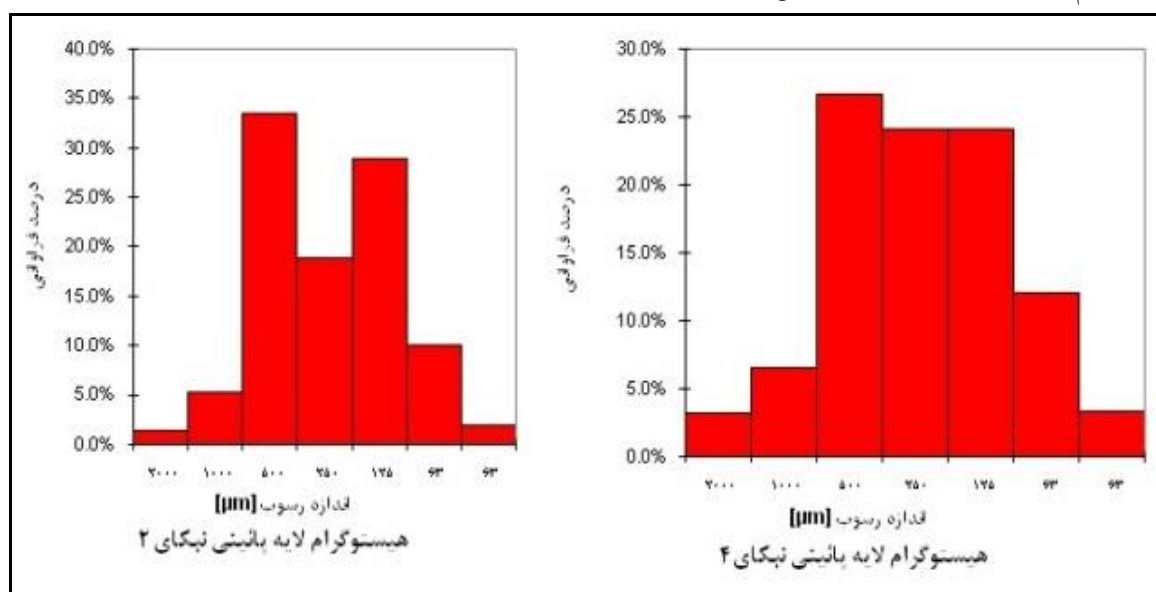 40.0%
35.0%
30.0%
25.0%
20.0%
15.0%
10.0%
5.0%
0.0%
درصد فراوانی
۲۰۰۰ ۱۰۰۰ ۵۰۰ ۲۵۰ ۱۲۵ ۶۳ ۶۳
اندازه رسوب [µm]
هیستوگرام لایه پائینی نبکای ۲
30.0%
25.0%
20.0%
15.0%
10.0%
5.0%
0.0%
درصد فراوانی
۲۰۰۰ ۱۰۰۰ ۵۰۰ ۲۵۰ ۱۲۵ ۶۳ ۶۳
اندازه رسوب [µm]
هیستوگرام لایه پائینی نبکای ۴